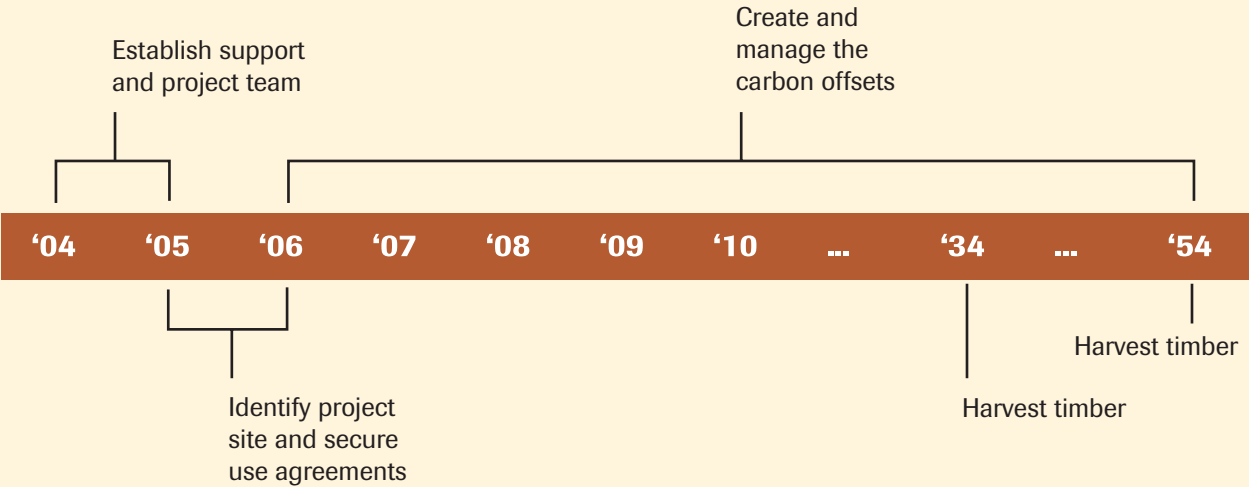 Establish support
and project team
Create and
manage the
carbon offsets
‘04 ‘05 ‘06 ‘07 ‘08 ‘09 ‘10 ... ‘34 ... ‘54
Identify project
site and secure
use agreements
Harvest timber
Harvest timber